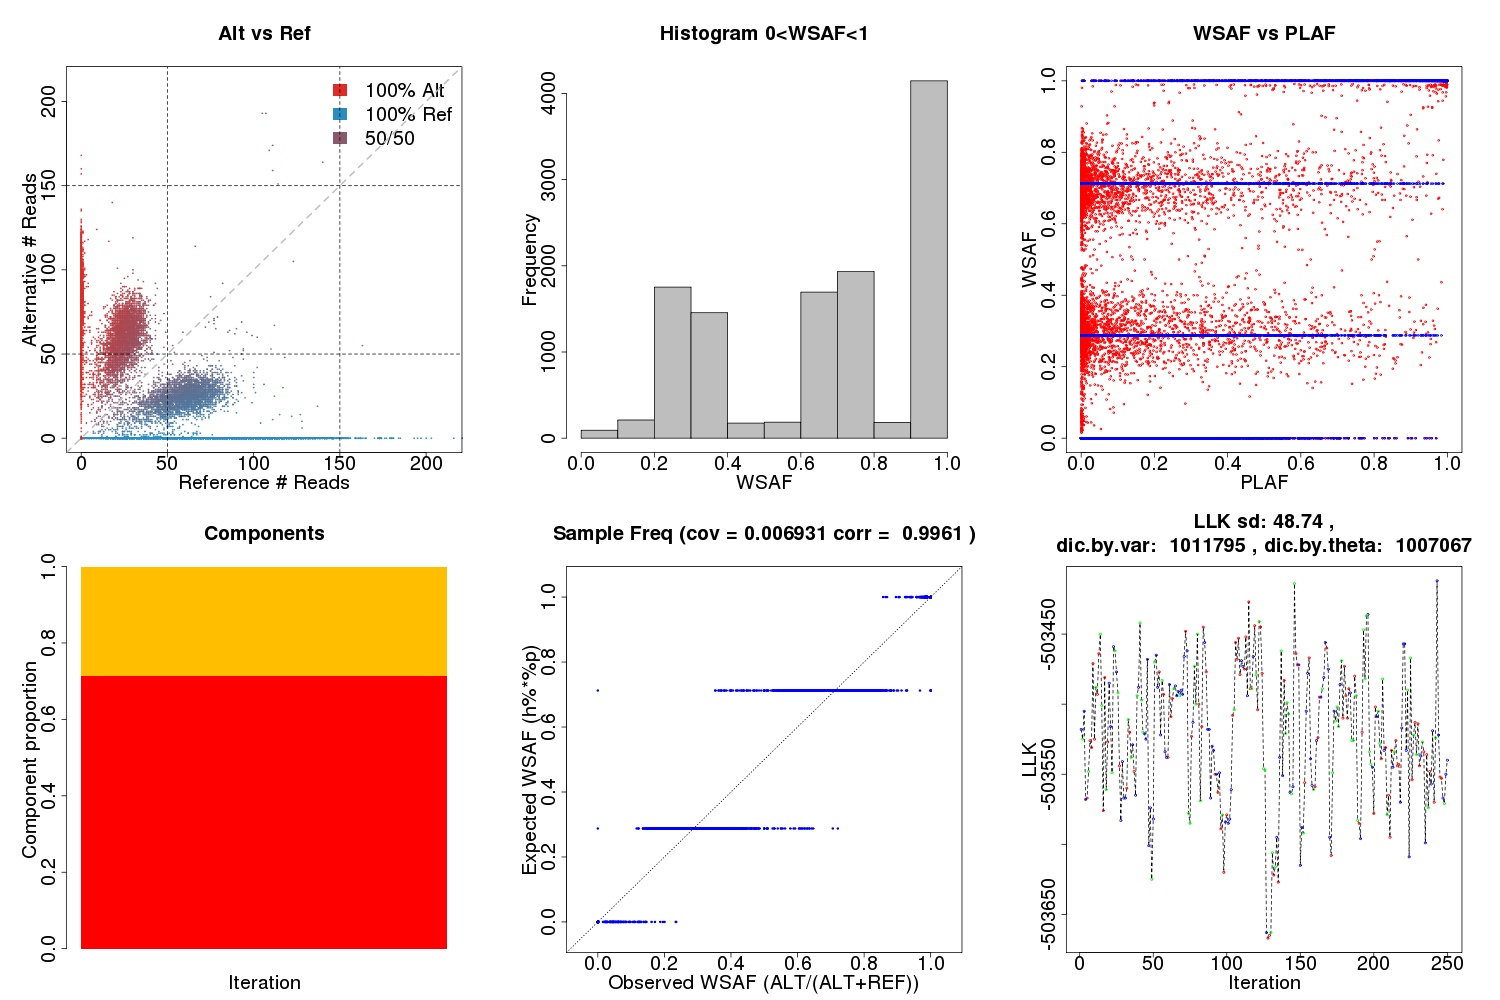 Alt vs Ref
Alternative # Reads
200
150
100
50
0
100% Alt
100% Ref
50/50
0 50 100 150 200
Reference # Reads
Histogram 0<WSAF<1
Frequency
4000
3000
2000
1000
0
0.0 0.2 0.4 0.6 0.8 1.0
WSAF
WSAF vs PLAF
WSAF
1.0
0.8
0.6
0.4
0.2
0.0
0.0 0.2 0.4 0.6 0.8 1.0
PLAF
Components
Component proportion
1.0
0.8
0.6
0.4
0.2
0.0
Iteration
Sample Freq (cov = 0.006931 corr = 0.9961 )
Expected WSAF (h%*%p)
1.0
0.8
0.6
0.4
0.2
0.0
0.0 0.2 0.4 0.6 0.8 1.0
Observed WSAF (ALT/(ALT+REF))
LLK sd: 48.74 ,
dic.by.var: 1011795 , dic.by.theta: 1007067
LLK
-503450
-503550
-503650
0 50 100 150 200 250
Iteration